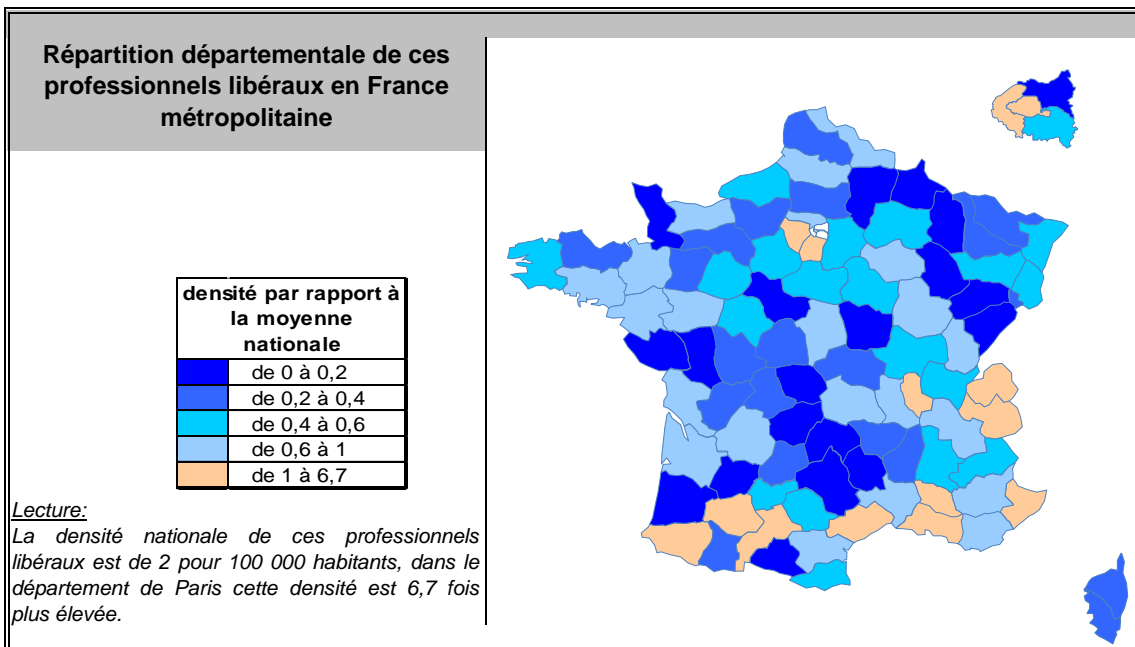 Répartition départementale de ces
professionnels libéraux en France
métropolitaine
densité par rapport à
la moyenne
nationale
de 0 à 0,2
de 0,2 à 0,4
de 0,4 à 0,6
de 0,6 à 1
de 1 à 6,7
Lecture:
La densité nationale de ces professionnels
libéraux est de 2 pour 100 000 habitants, dans le
département de Paris cette densité est 6,7 fois
plus élevée.